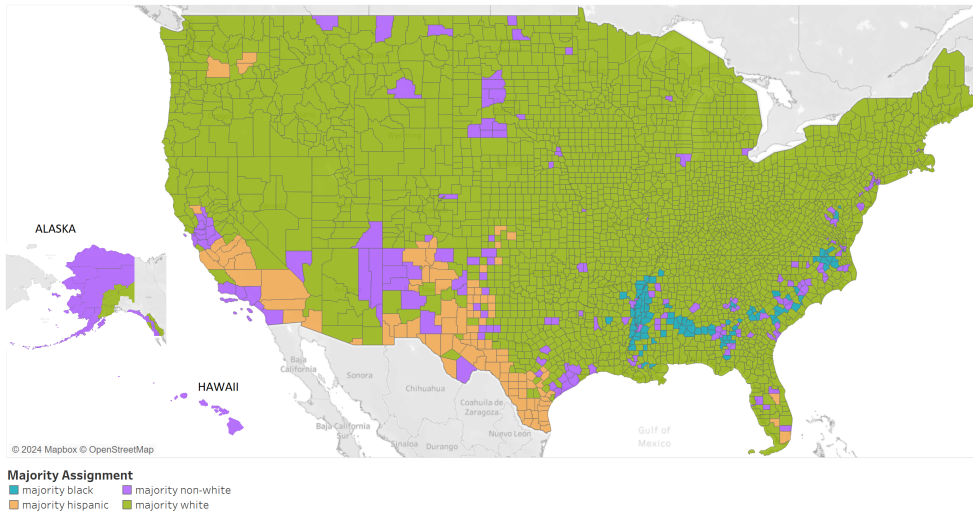 ALASKA
HAWAII
Baja
California
Sonora
Chihuahua
Coahuila de
Zaragoza
Baja California
Sur
Sinaloa
Durango
Nuevo León
Gulf of
Mexico
© 2024 Mapbox © OpenStreetMap
Majority Assignment
majority black
majority non-white
majority hispanic
majority white